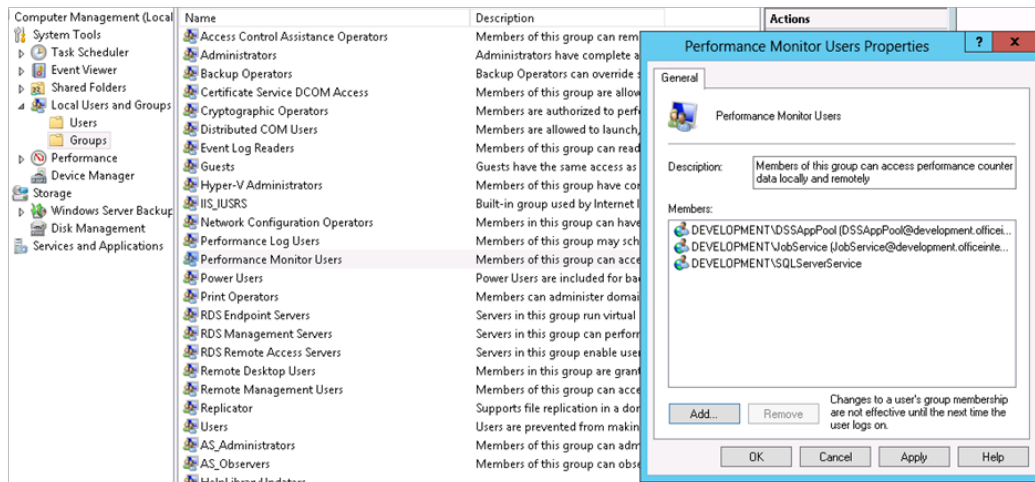 Computer Management (Local
System Tools
Task Scheduler
Event Viewer
Shared Folders
Local Users and Groups
Users
Groups
Performance
Device Manager
Storage
Windows Server Backup
Disk Management
Services and Applications
Name Description
Access Control Assistance Operators Members of this group can rem
Administrators Administrators have complete a
Backup Operators Backup Operators can override s
Certificate Service DCOM Access Members of this group are allow
Cryptographic Operators Members are authorized to perf
Distributed COM Users Members are allowed to launch,
Event Log Readers Members of this group can read
Guests Guests have the same access as
Hyper-V Administrators Members of this group have con
IIS_IUSRS Built-in group used by Internet I
Network Configuration Operators Members in this group can have
Performance Log Users Members of this group may sch
Performance Monitor Users Members of this group can acce
Power Users Power Users are included for ba
Print Operators Members can administer domai
RDS Endpoint Servers Servers in this group run virtual
RDS Management Servers Servers in this group can perfor
RDS Remote Access Servers Servers in this group enable use
Remote Desktop Users Members in this group are grant
Remote Management Users Members of this group can acce
Replicator Supports file replication in a dor
Users Users are prevented from makin
AS_Administrators Members of this group can adm
AS_Observers Members of this group can obse
HelpLibraryUpdaters
Actions
Performance Monitor Users Properties ? x
General
Performance Monitor Users
Description: Members of this group can access performance counter
data locally and remotely
Members:
DEVELOPMENT\DSSAppPool (DSSAppPool@development.officei...
DEVELOPMENT\JobService (JobService@development.officeinte...
DEVELOPMENT\SQLServerService
Add... Remove
Changes to a user's group membership
are not effective until the next time the
user logs on.
OK Cancel Apply Help